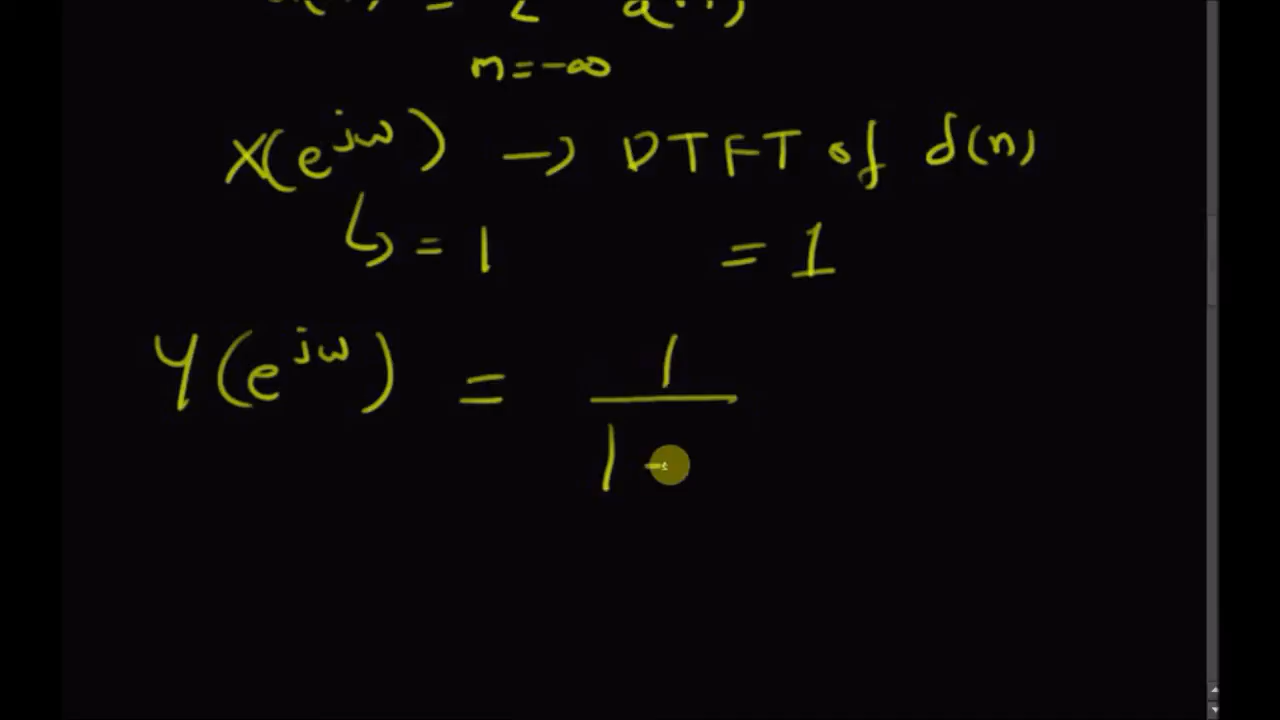 m=-∞
X(e^jω) → DTFT of δ(n)
↳ = 1 = 1
Y(e^jω) = 1 / 1 -